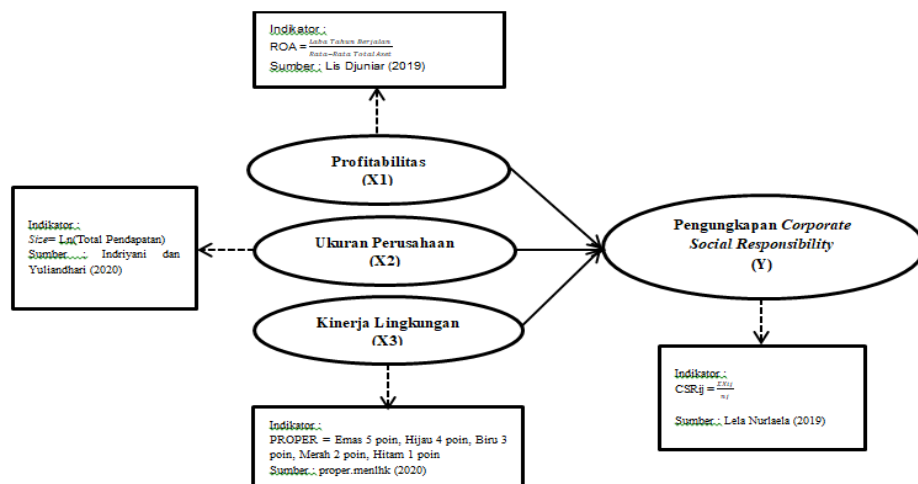 Indikator :
ROA = Laba Tahun Berjalan / Rata-Rata Total Aset
Sumber : Lis Djuniar (2019)
Profitabilitas
(X1)
Indikator :
Size= Ln(Total Pendapatan)
Sumber : Indriyani dan
Yuliandhari (2020)
Ukuran Perusahaan
(X2)
Pengungkapan Corporate
Social Responsibility
(Y)
Kinerja Lingkungan
(X3)
Indikator :
PROPER = Emas 5 poin, Hijau 4 poin, Biru 3
poin, Merah 2 poin, Hitam 1 poin
Sumber : proper.menlhk (2020)
Indikator :
CSRij = ΣXij / nj
Sumber : Lela Nurlaela (2019)